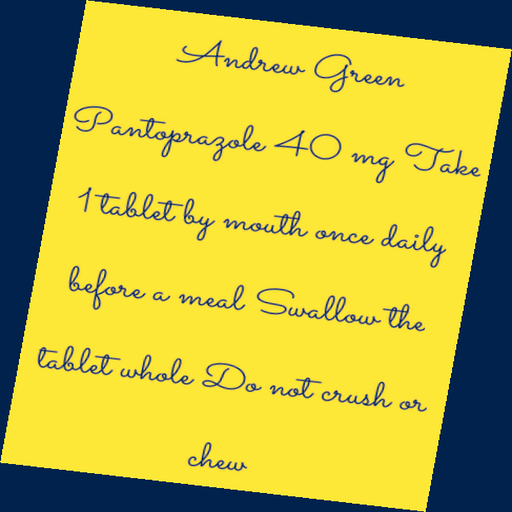 Andrew Green
Pantoprazole 40 mg Take
1 tablet by mouth once daily
before a meal Swallow the
tablet whole Do not crush or
chew